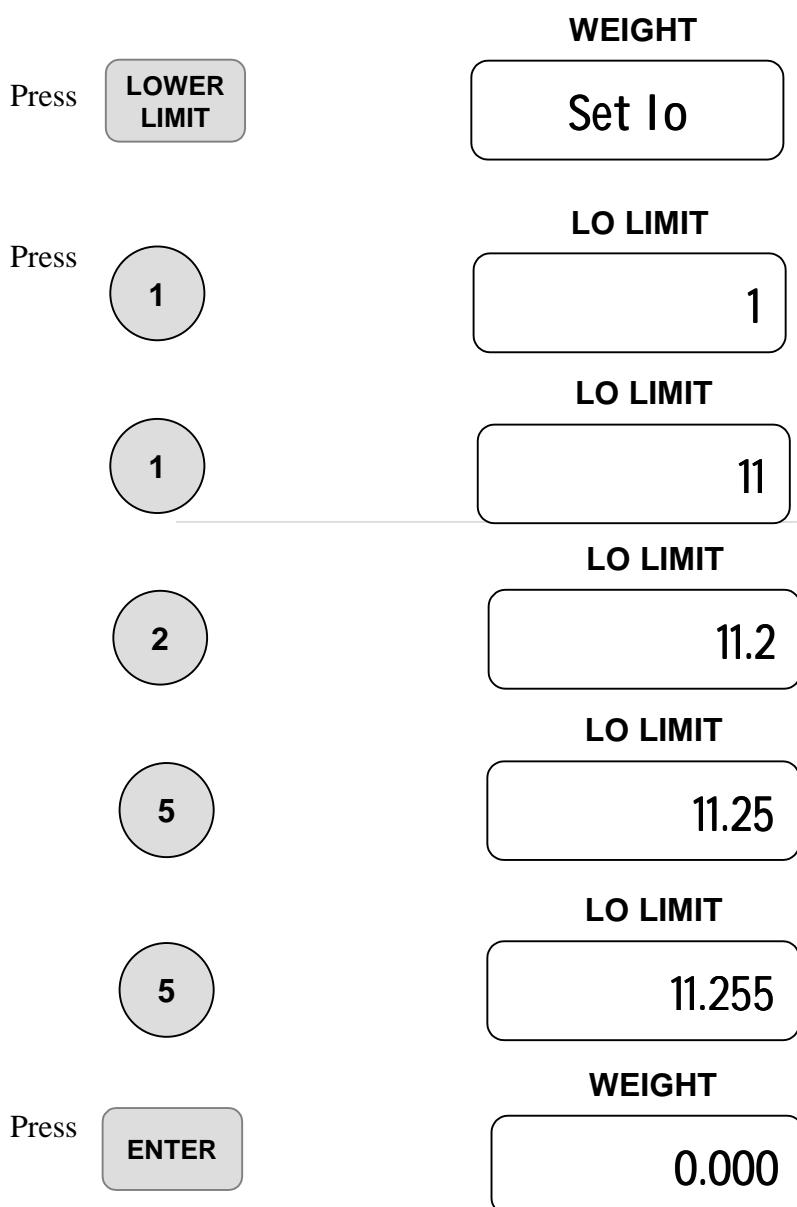 WEIGHT
Press LOWER LIMIT Set lo
LO LIMIT
Press
1 1
LO LIMIT
1 11
LO LIMIT
2 11.2
LO LIMIT
5 11.25
LO LIMIT
5 11.255
WEIGHT
Press ENTER 0.000